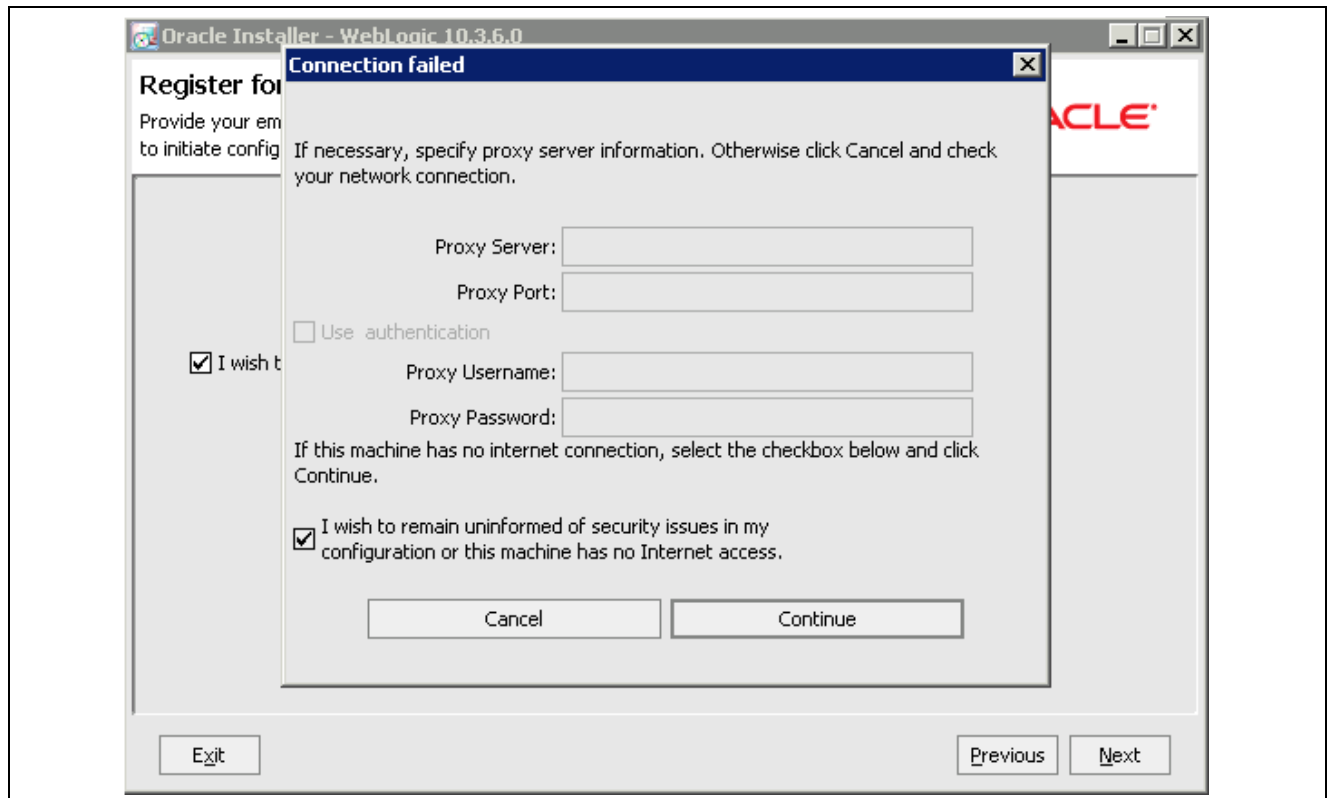 Oracle Installer - WebLogic 10.3.6.0
Connection failed
Register for
Provide your em
to initiate config
ACLE
If necessary, specify proxy server information. Otherwise click Cancel and check
your network connection.
Proxy Server:
Proxy Port:
Use authentication
I wish t
Proxy Username:
Proxy Password:
If this machine has no internet connection, select the checkbox below and click
Continue.
I wish to remain uninformed of security issues in my
configuration or this machine has no Internet access.
Cancel
Continue
Exit
Previous
Next